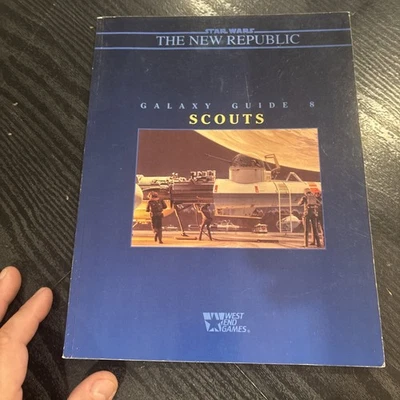 STAR WARS
THE NEW REPUBLIC
GALAXY GUIDE 8
SCOUTS
WEST
END
GAMES®